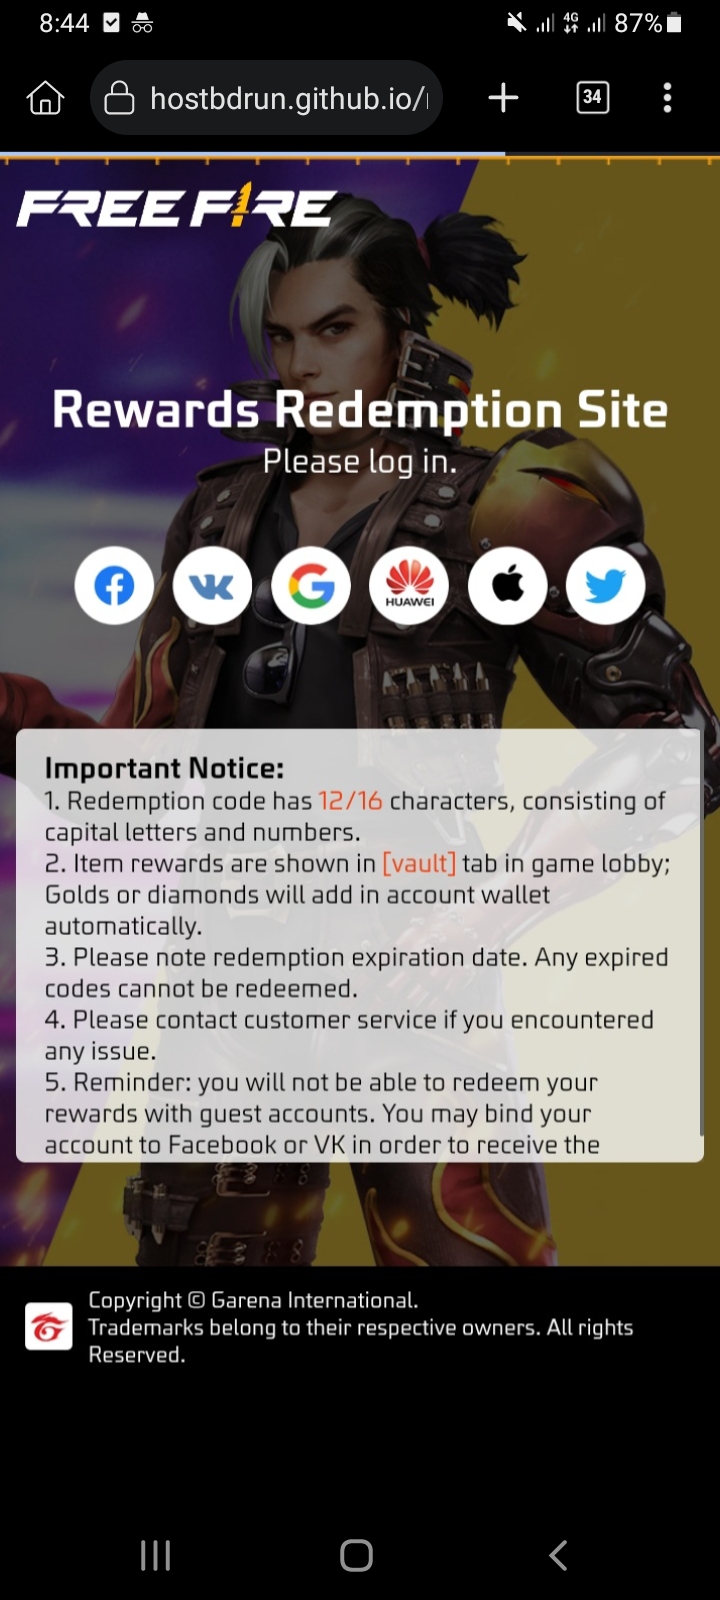 8:44
4G
87%
hostbdrun.github.io/
34
FREE FIRE
Rewards Redemption Site
Please log in.
HUAWEI
Important Notice:
1. Redemption code has 12/16 characters, consisting of
capital letters and numbers.
2. Item rewards are shown in [vault] tab in game lobby;
Golds or diamonds will add in account wallet
automatically.
3. Please note redemption expiration date. Any expired
codes cannot be redeemed.
4. Please contact customer service if you encountered
any issue.
5. Reminder: you will not be able to redeem your
rewards with guest accounts. You may bind your
account to Facebook or VK in order to receive the
Copyright © Garena International.
Trademarks belong to their respective owners. All rights
Reserved.